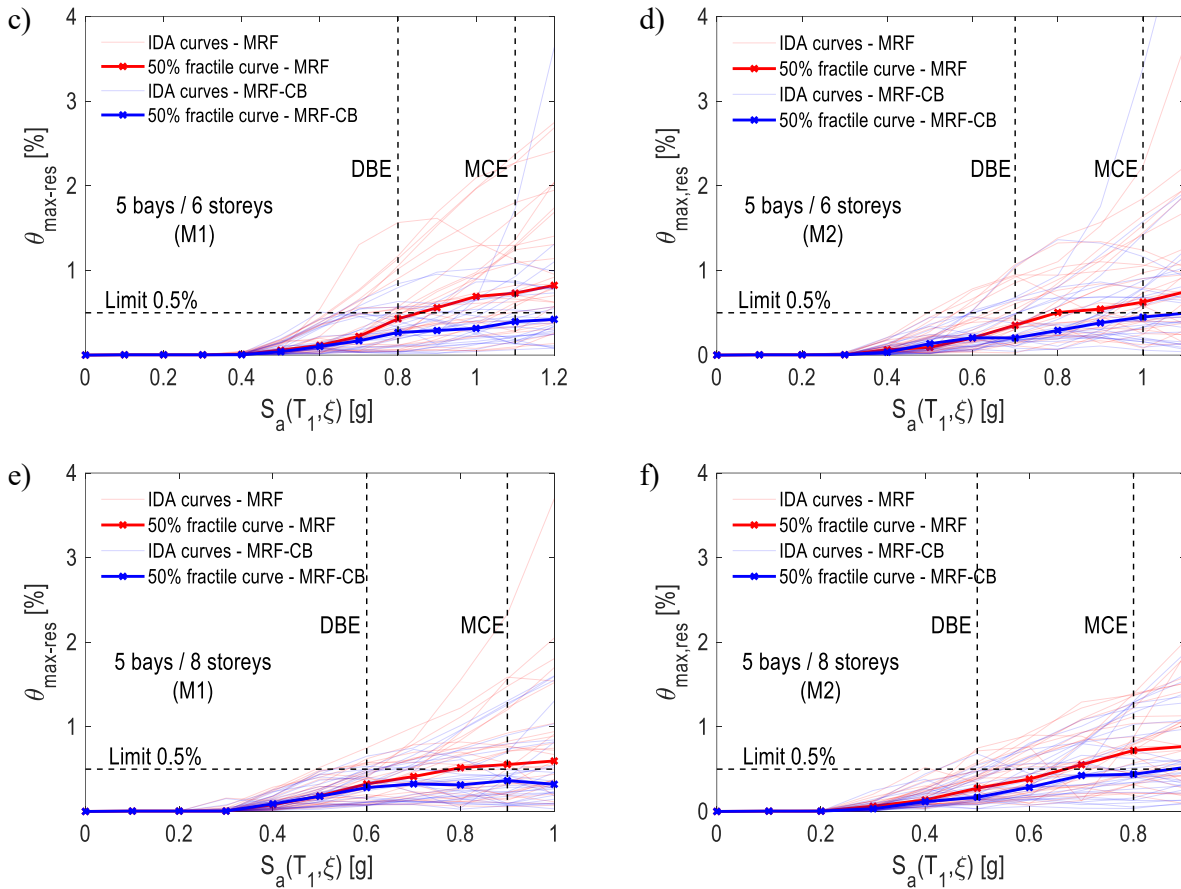 c)
4
3
2
1
0
θmax-res [%]
IDA curves - MRF
50% fractile curve - MRF
IDA curves - MRF-CB
50% fractile curve - MRF-CB
DBE
MCE
5 bays / 6 storeys
(M1)
Limit 0.5%
0 0.2 0.4 0.6 0.8 1 1.2
Sa(T1,ξ) [g]
d)
4
3
2
1
0
θmax,res [%]
IDA curves - MRF
50% fractile curve - MRF
IDA curves - MRF-CB
50% fractile curve - MRF-CB
DBE
MCE
5 bays / 6 storeys
(M2)
Limit 0.5%
0 0.2 0.4 0.6 0.8 1
Sa(T1,ξ) [g]
e)
4
3
2
1
0
θmax-res [%]
IDA curves - MRF
50% fractile curve - MRF
IDA curves - MRF-CB
50% fractile curve - MRF-CB
DBE
MCE
5 bays / 8 storeys
(M1)
Limit 0.5%
0 0.2 0.4 0.6 0.8 1
Sa(T1,ξ) [g]
f)
4
3
2
1
0
θmax,res [%]
IDA curves - MRF
50% fractile curve - MRF
IDA curves - MRF-CB
50% fractile curve - MRF-CB
DBE
MCE
5 bays / 8 storeys
(M2)
Limit 0.5%
0 0.2 0.4 0.6 0.8
Sa(T1,ξ) [g]